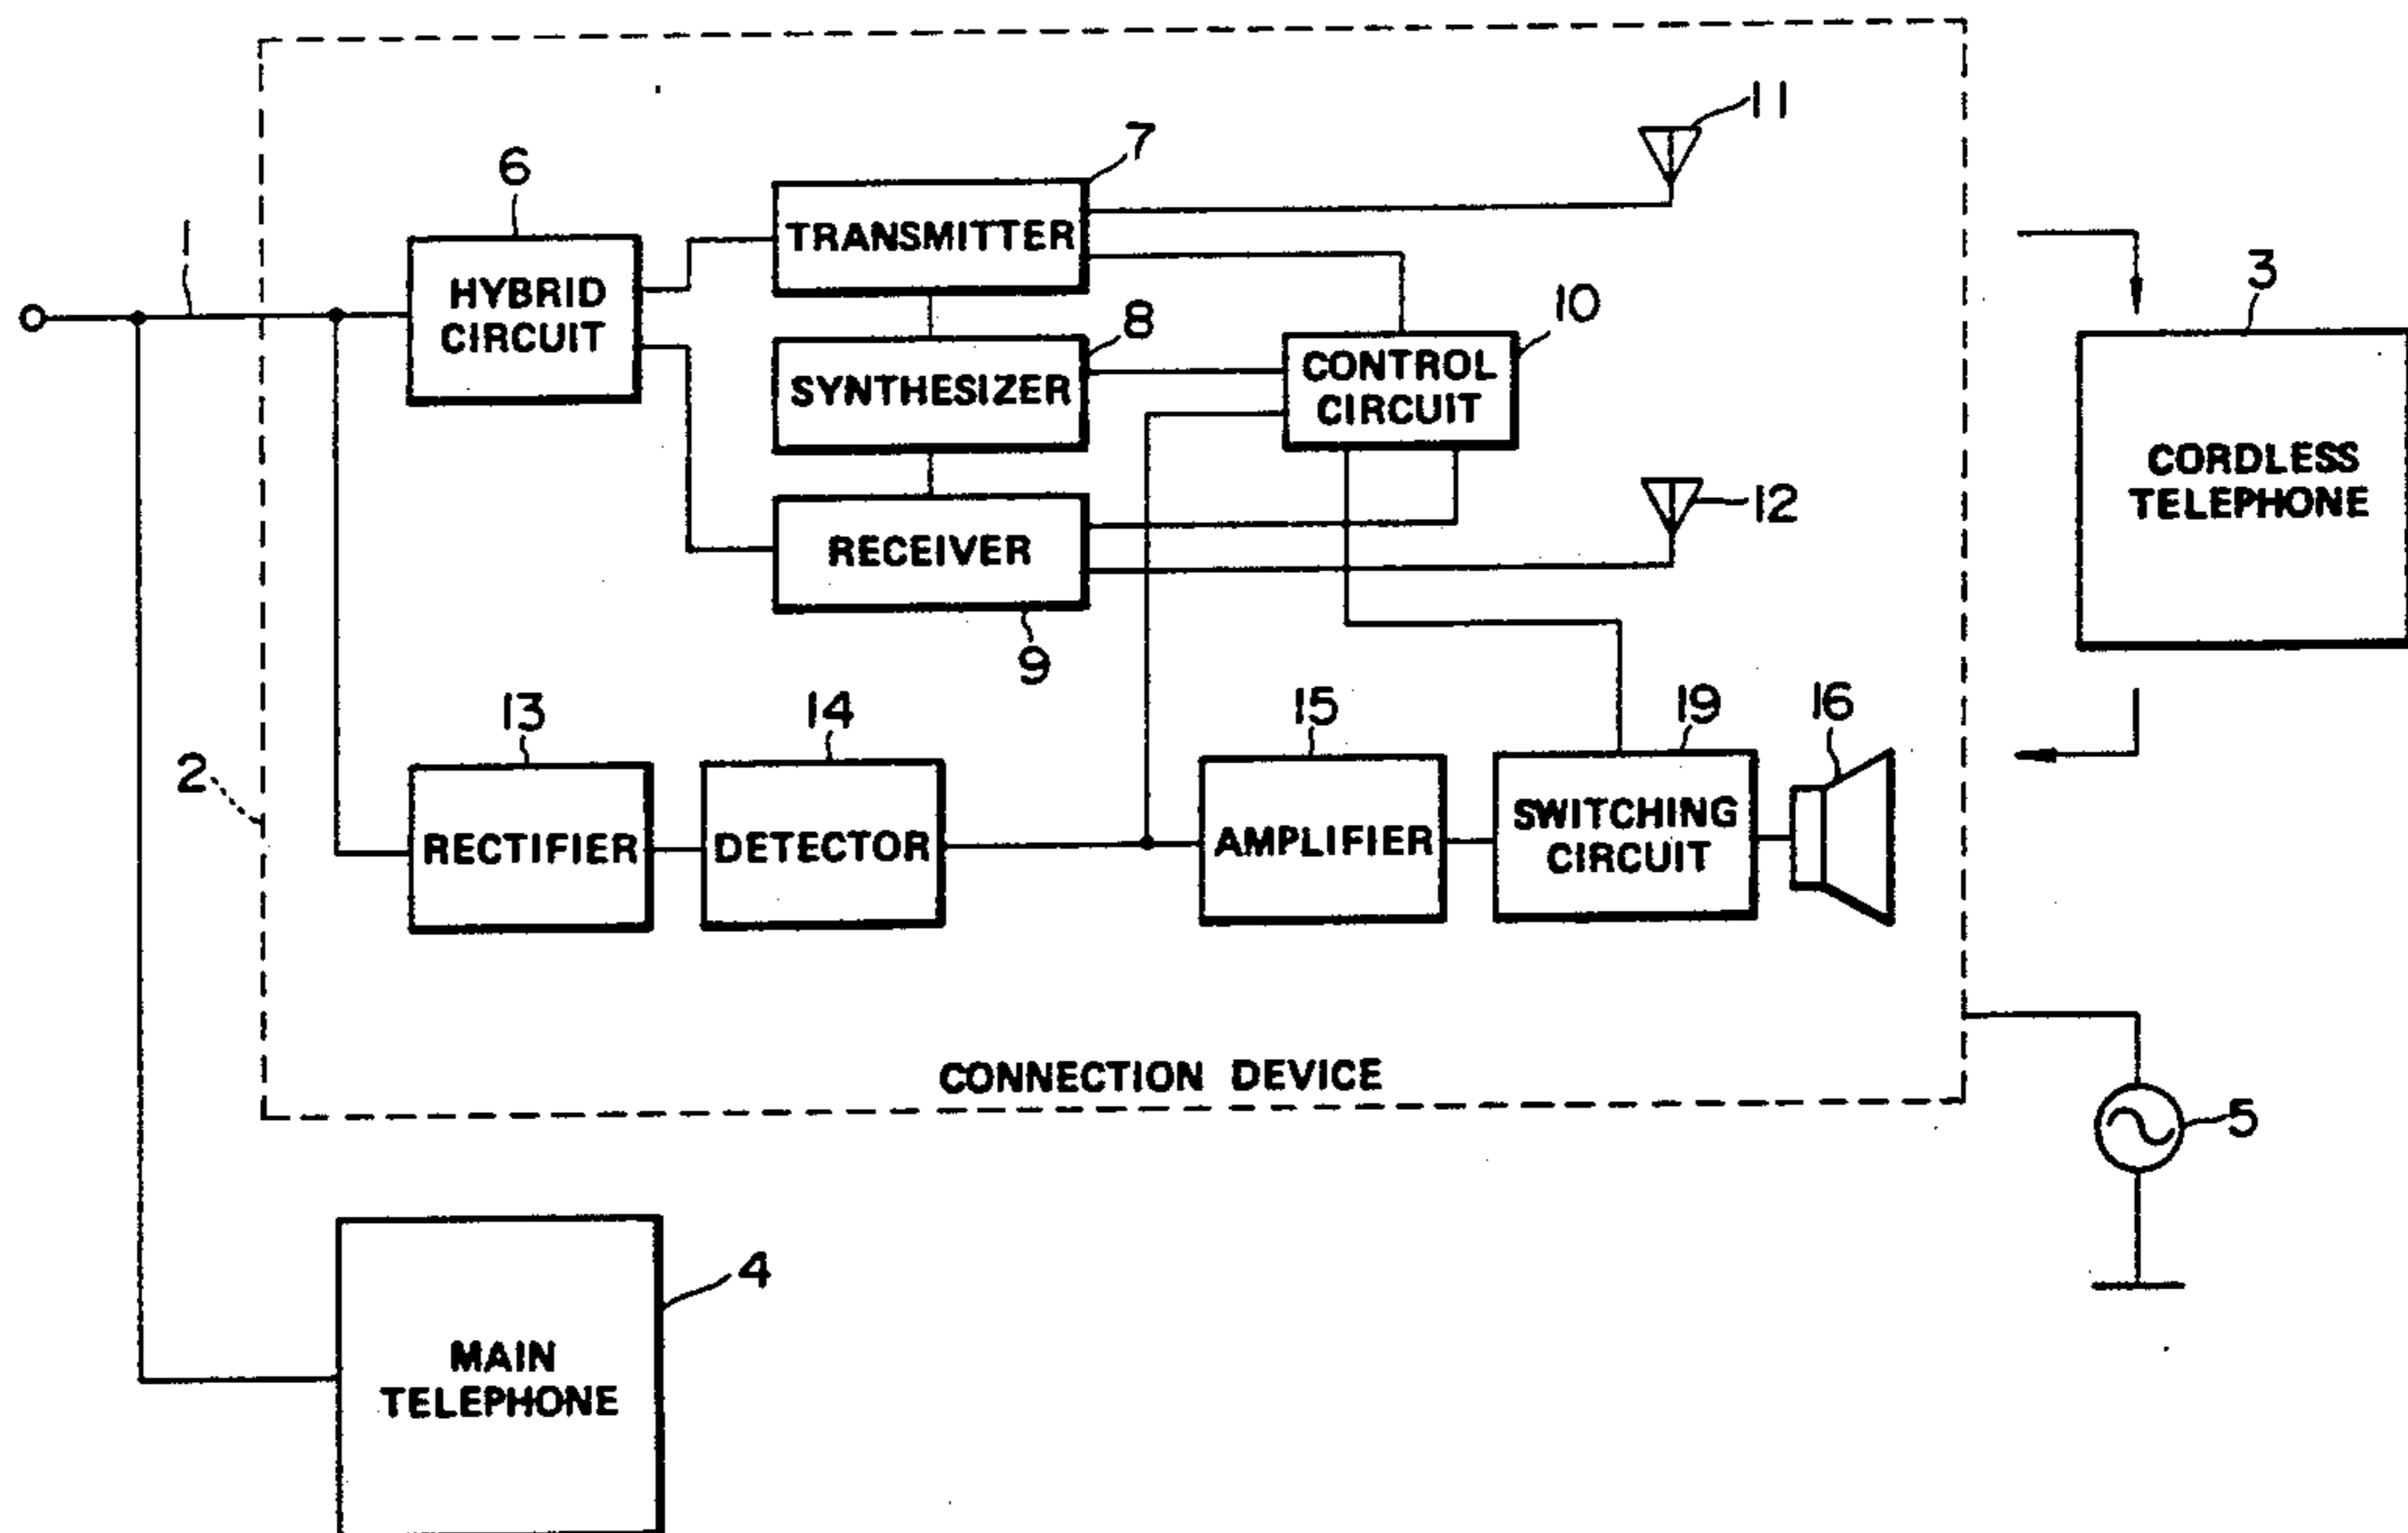 11
7
6
1
TRANSMITTER
3
HYBRID
CIRCUIT
8
10
SYNTHESIZER
CONTROL
CIRCUIT
CORDLESS
TELEPHONE
12
RECEIVER
9
13
14
15
19
16
2
RECTIFIER
DETECTOR
AMPLIFIER
SWITCHING
CIRCUIT
CONNECTION DEVICE
5
4
MAIN
TELEPHONE